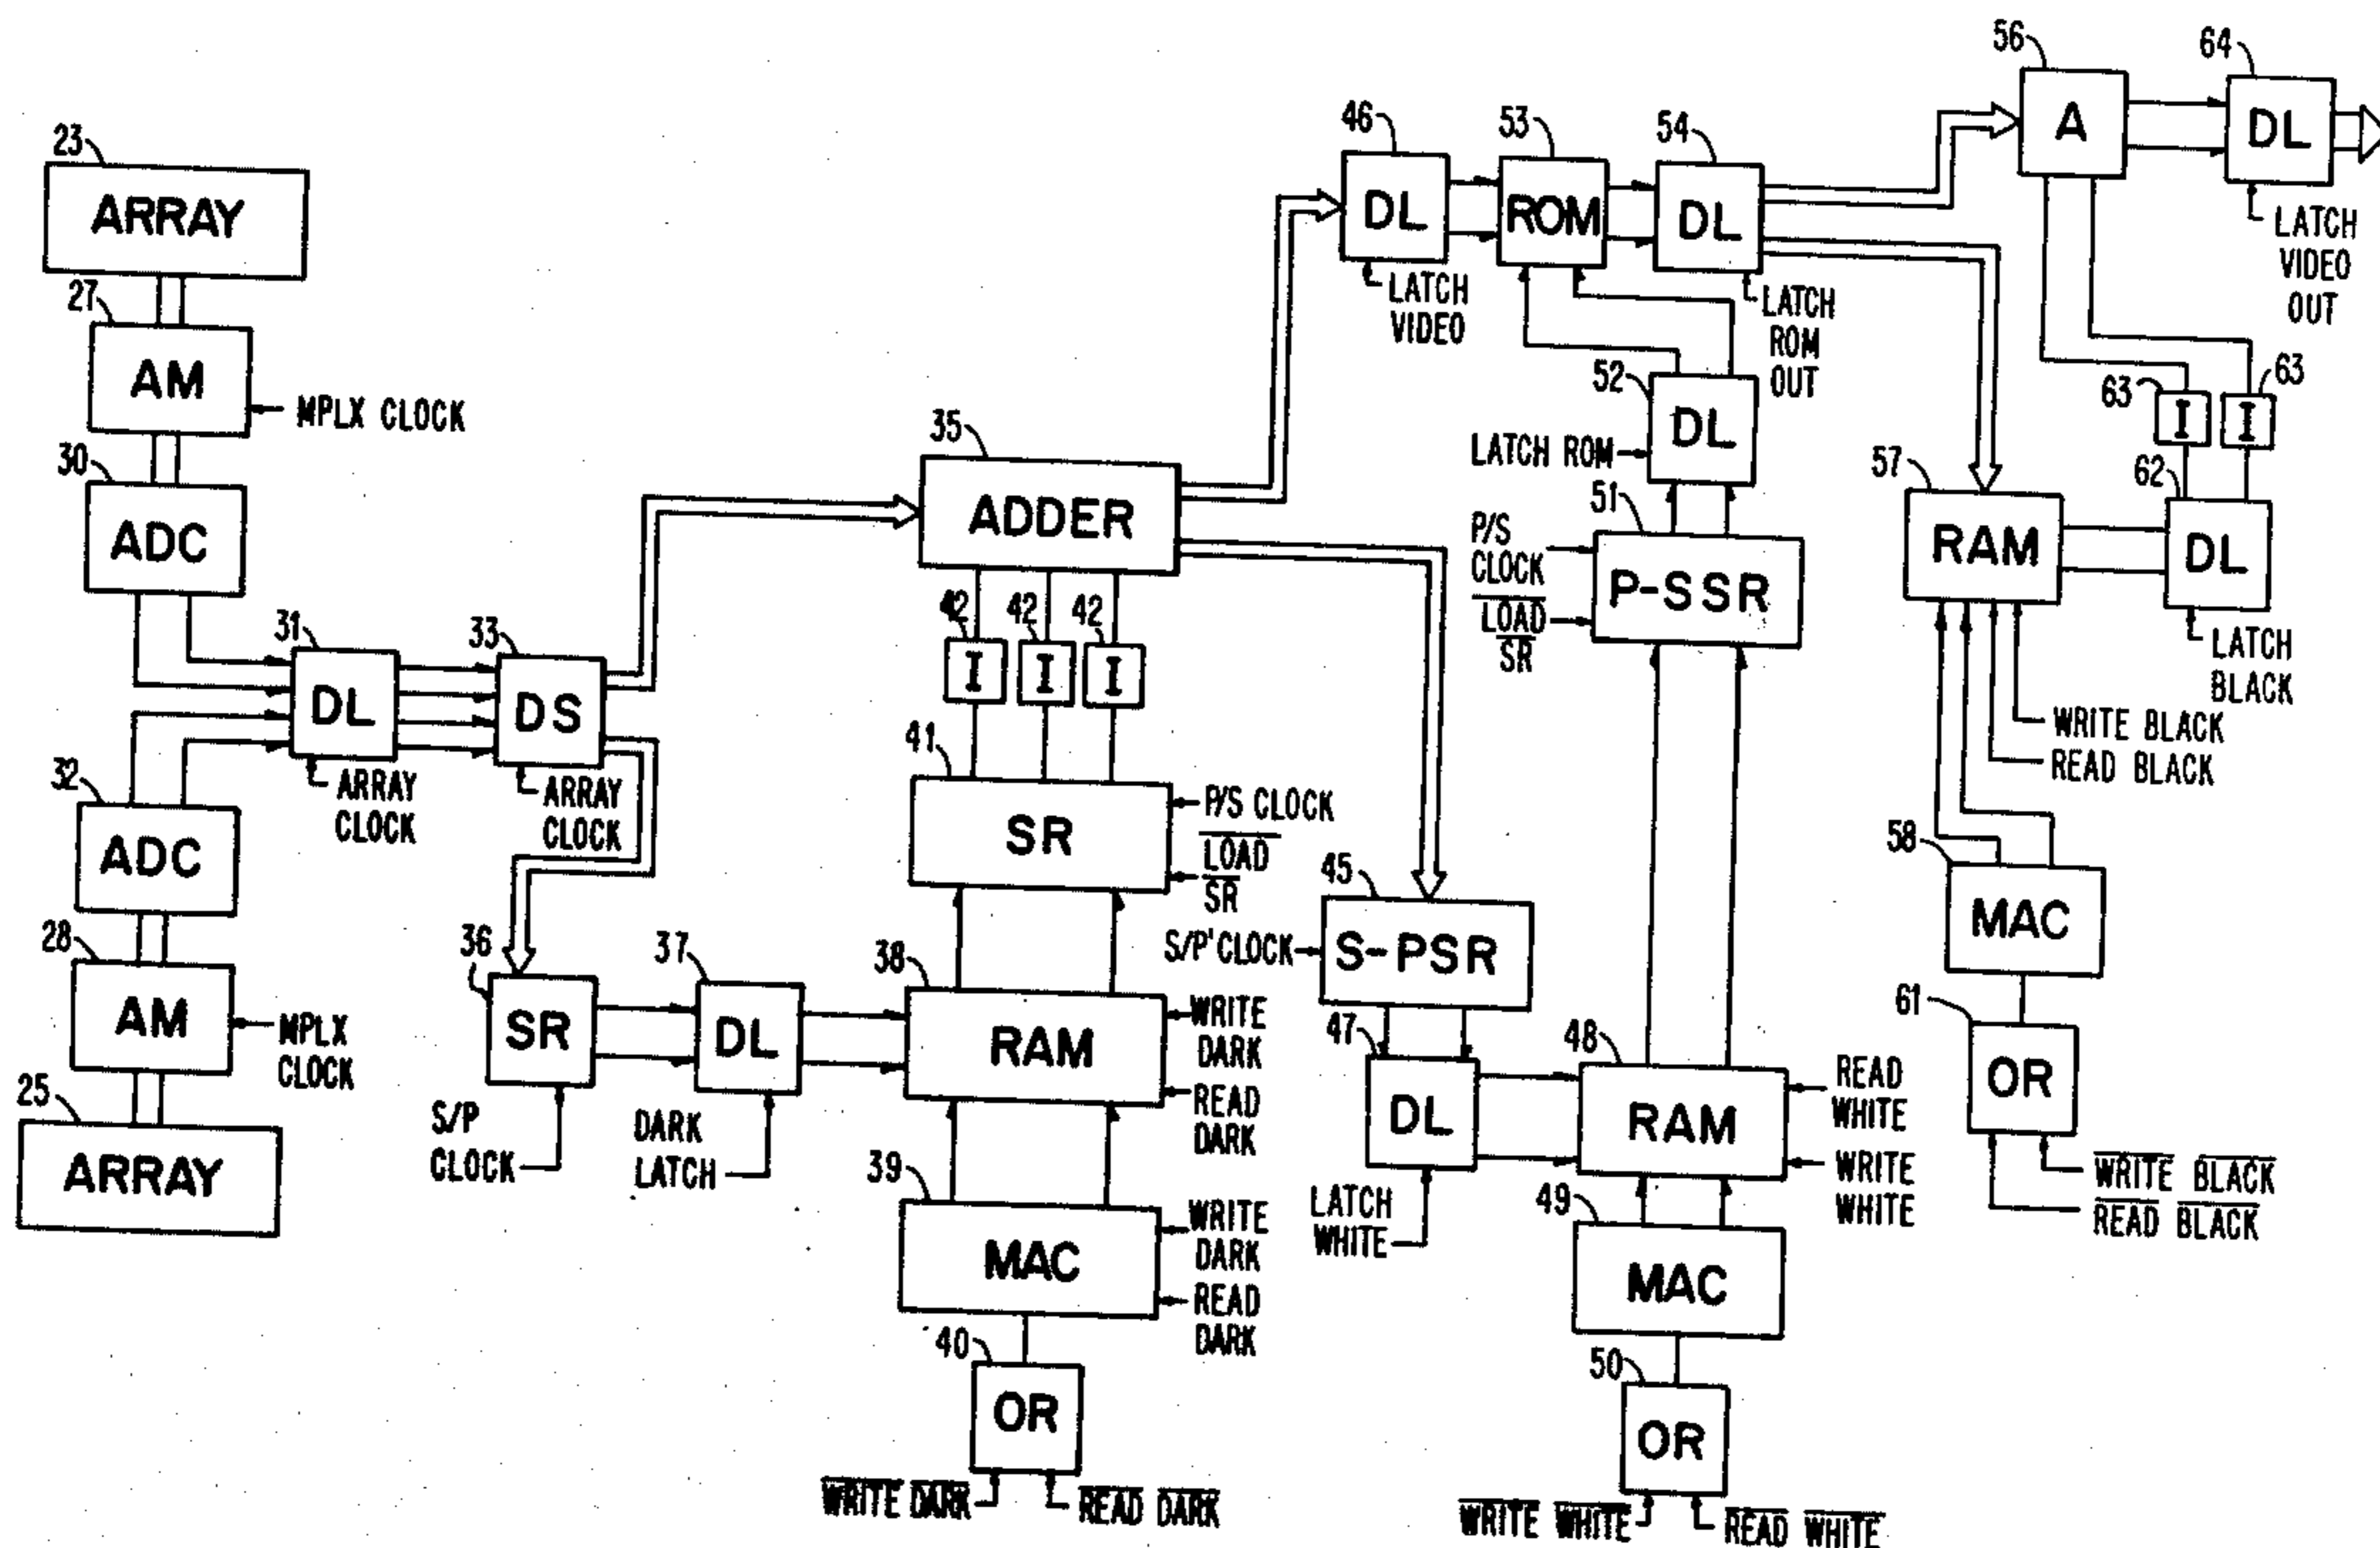 23
ARRAY
27
AM
MPLX CLOCK
30
ADC
31
DL
ARRAY
CLOCK
33
DS
ARRAY
CLOCK
32
ADC
28
AM
MPLX
CLOCK
25
ARRAY
35
ADDER
42
42
42
I
I
I
41
SR
P/S CLOCK
LOAD
SR
36
SR
S/P
CLOCK
37
DL
DARK
LATCH
38
RAM
WRITE
DARK
READ
DARK
39
MAC
WRITE
DARK
READ
DARK
40
OR
WRITE DARK
READ DARK
46
DL
LATCH
VIDEO
53
ROM
54
DL
LATCH
ROM
OUT
52
DL
LATCH ROM
51
P-SSR
P/S
CLOCK
LOAD
SR
45
S-PSR
S/P'CLOCK
47
DL
LATCH
WHITE
48
RAM
READ
WHITE
WRITE
WHITE
49
MAC
50
OR
WRITE WHITE
READ WHITE
56
A
64
DL
LATCH
VIDEO
OUT
63
I
63
I
57
RAM
62
DL
LATCH
BLACK
WRITE BLACK
READ BLACK
58
MAC
61
OR
WRITE BLACK
READ BLACK